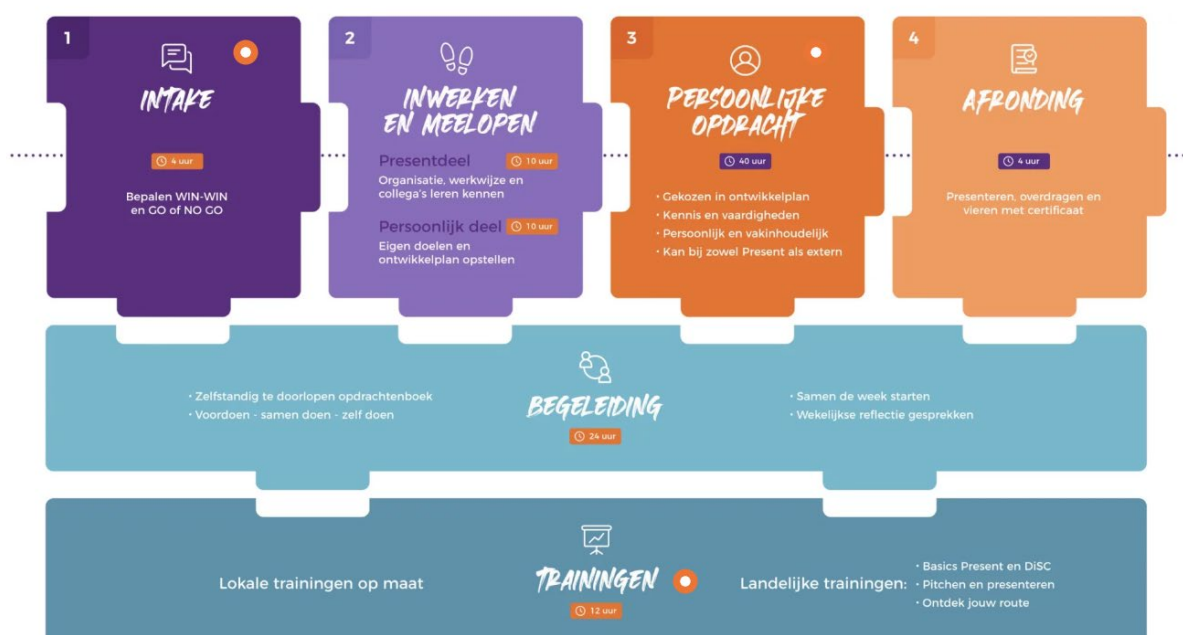 1
INTAKE
4 uur
Bepalen WIN-WIN
en GO of NO GO
2
INWERKEN
EN MEELOPEN
Presentdeel
10 uur
Organisatie, werkwijze en
collega's leren kennen
Persoonlijk deel
10 uur
Eigen doelen en
ontwikkelplan opstellen
3
PERSOONLIJKE
OPDRACHT
40 uur
• Gekozen in ontwikkelplan
• Kennis en vaardigheden
• Persoonlijk en vakinhoudelijk
• Kan bij zowel Present als extern
4
AFRONDING
4 uur
Presenteren, overdragen en
vieren met certificaat
• Zelfstandig te doorlopen opdrachtenboek
• Voordoen - samen doen - zelf doen
BEGELEIDING
24 uur
• Samen de week starten
• Wekelijkse reflectie gesprekken
Lokale trainingen op maat
TRAININGEN
12 uur
Landelijke trainingen:
• Basics Present en DiSC
• Pitchen en presenteren
• Ontdek jouw route